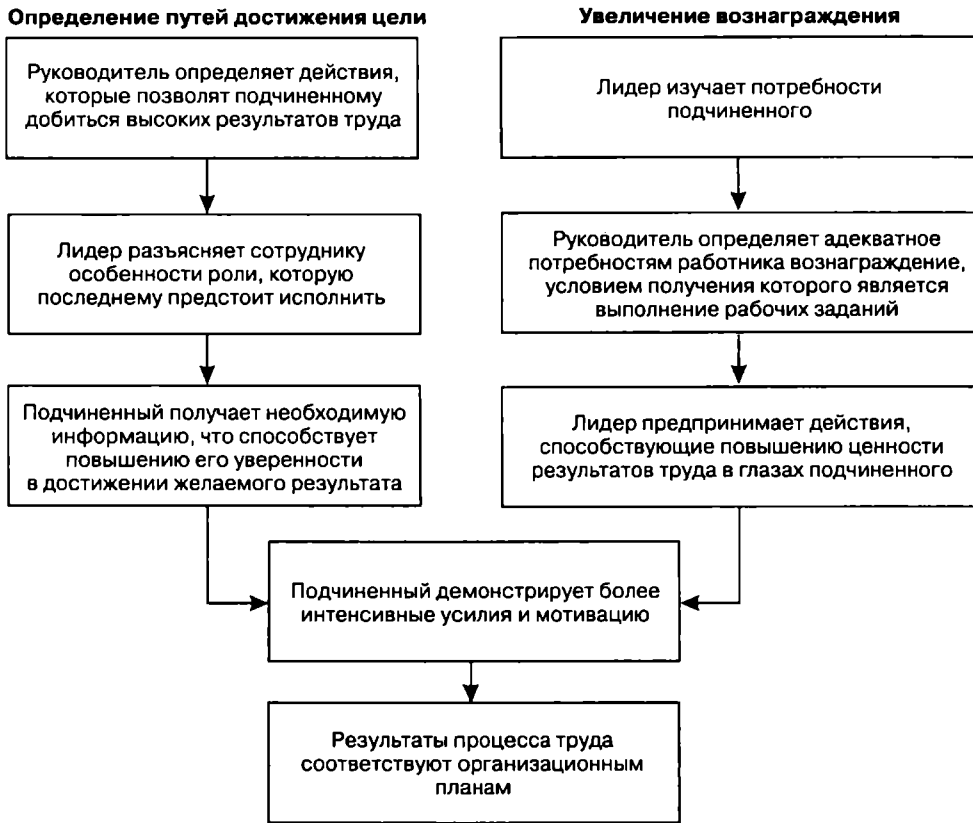 Определение путей достижения цели
Руководитель определяет действия,
которые позволят подчиненному
добиться высоких результатов труда
Лидер разъясняет сотруднику
особенности роли, которую
последнему предстоит исполнить
Подчиненный получает необходимую
информацию, что способствует
повышению его уверенности
в достижении желаемого результата
Увеличение вознаграждения
Лидер изучает потребности
подчиненного
Руководитель определяет адекватное
потребностям работника вознаграждение,
условием получения которого является
выполнение рабочих заданий
Лидер предпринимает действия,
способствующие повышению ценности
результатов труда в глазах подчиненного
Подчиненный демонстрирует более
интенсивные усилия и мотивацию
Результаты процесса труда
соответствуют организационным
планам